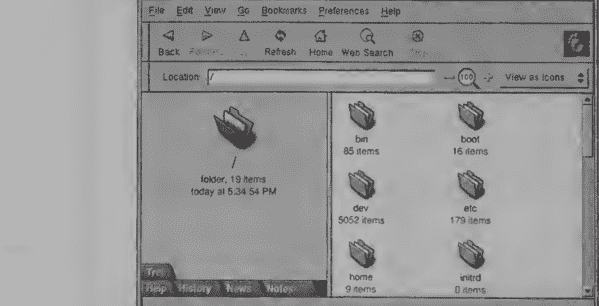 File Edit View Go Bookmarks Preferences Help
Back Refresh Home Web Search
Location: / 100 View as Icons
bin
85 items
boot
16 items
/
folder, 19 items
today at 5:34:54 PM
dev
5052 items
etc
179 items
home
9 items
initrd
0 items
Tree
Help History News Notes